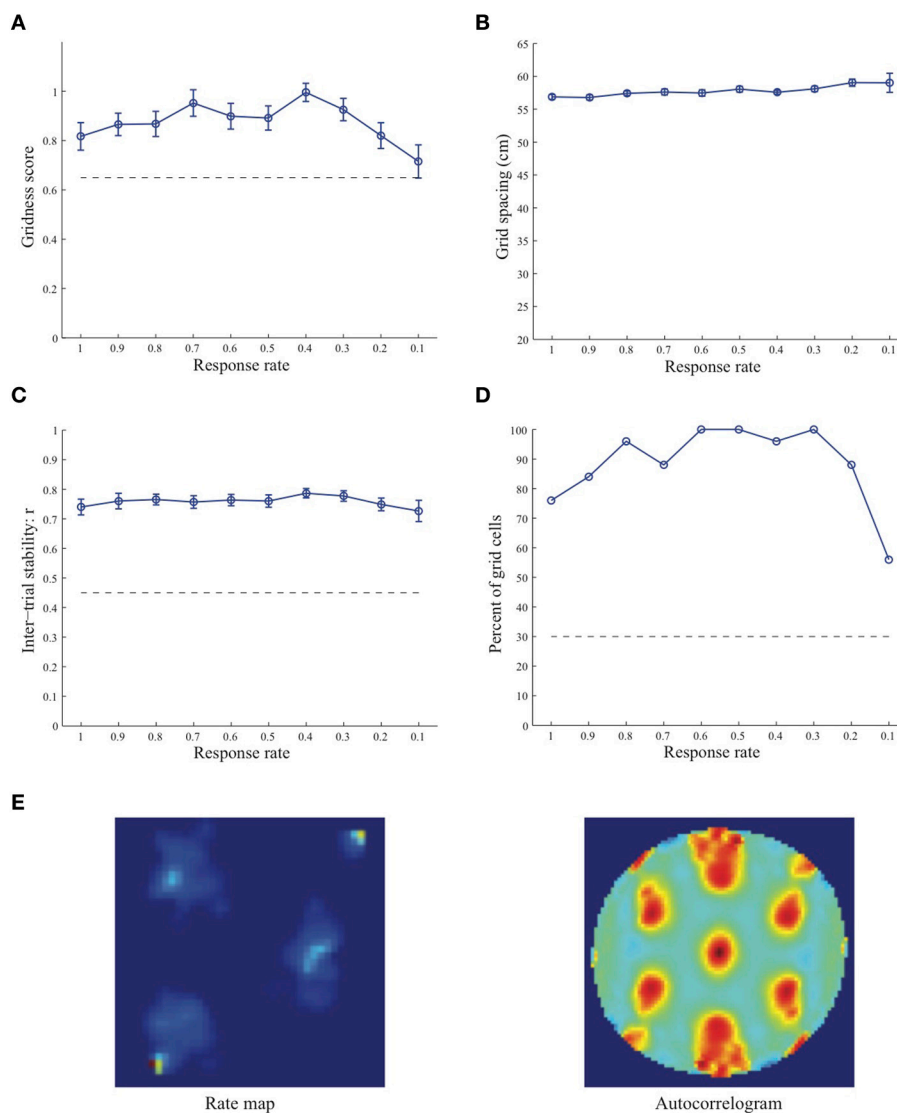 A
Gridness score
1
0.8
0.6
0.4
0.2
0
1 0.9 0.8 0.7 0.6 0.5 0.4 0.3 0.2 0.1
Response rate
B
Grid spacing (cm)
65
60
55
50
45
40
35
30
25
20
1 0.9 0.8 0.7 0.6 0.5 0.4 0.3 0.2 0.1
Response rate
C
Inter−trial stability: r
1
0.9
0.8
0.7
0.6
0.5
0.4
0.3
0.2
0.1
0
1 0.9 0.8 0.7 0.6 0.5 0.4 0.3 0.2 0.1
Response rate
D
Percent of grid cells
100
90
80
70
60
50
40
30
20
10
0
1 0.9 0.8 0.7 0.6 0.5 0.4 0.3 0.2 0.1
Response rate
E
Rate map
Autocorrelogram